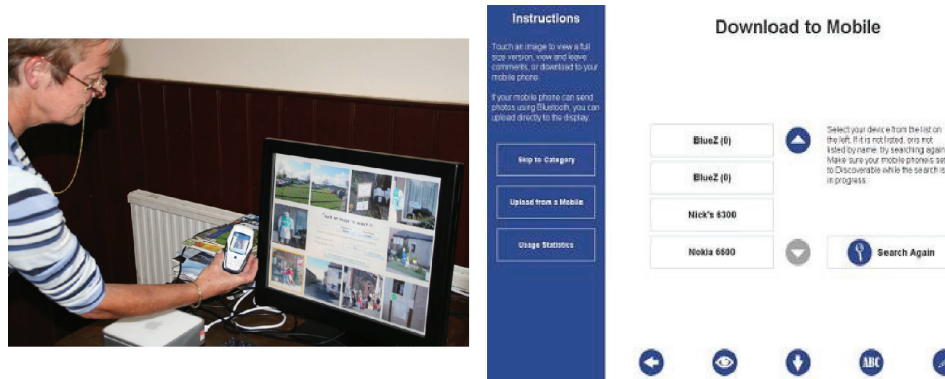 Instructions
Touch an image to view a full
size version, view and leave
comments, or download to your
mobile phone.
If your mobile phone can send
photos using Bluetooth, you can
upload directly to the display.
Skip to Category
Upload from a Mobile
Usage Statistics
Download to Mobile
BlueZ (0)
BlueZ (0)
Nick's 6300
Nokia 6600
Select your device from the list on
the left. If it is not listed, or is not
listed by name, try searching again.
Make sure your mobile phone is set
to Discoverable while the search is
in progress.
Search Again
ABC